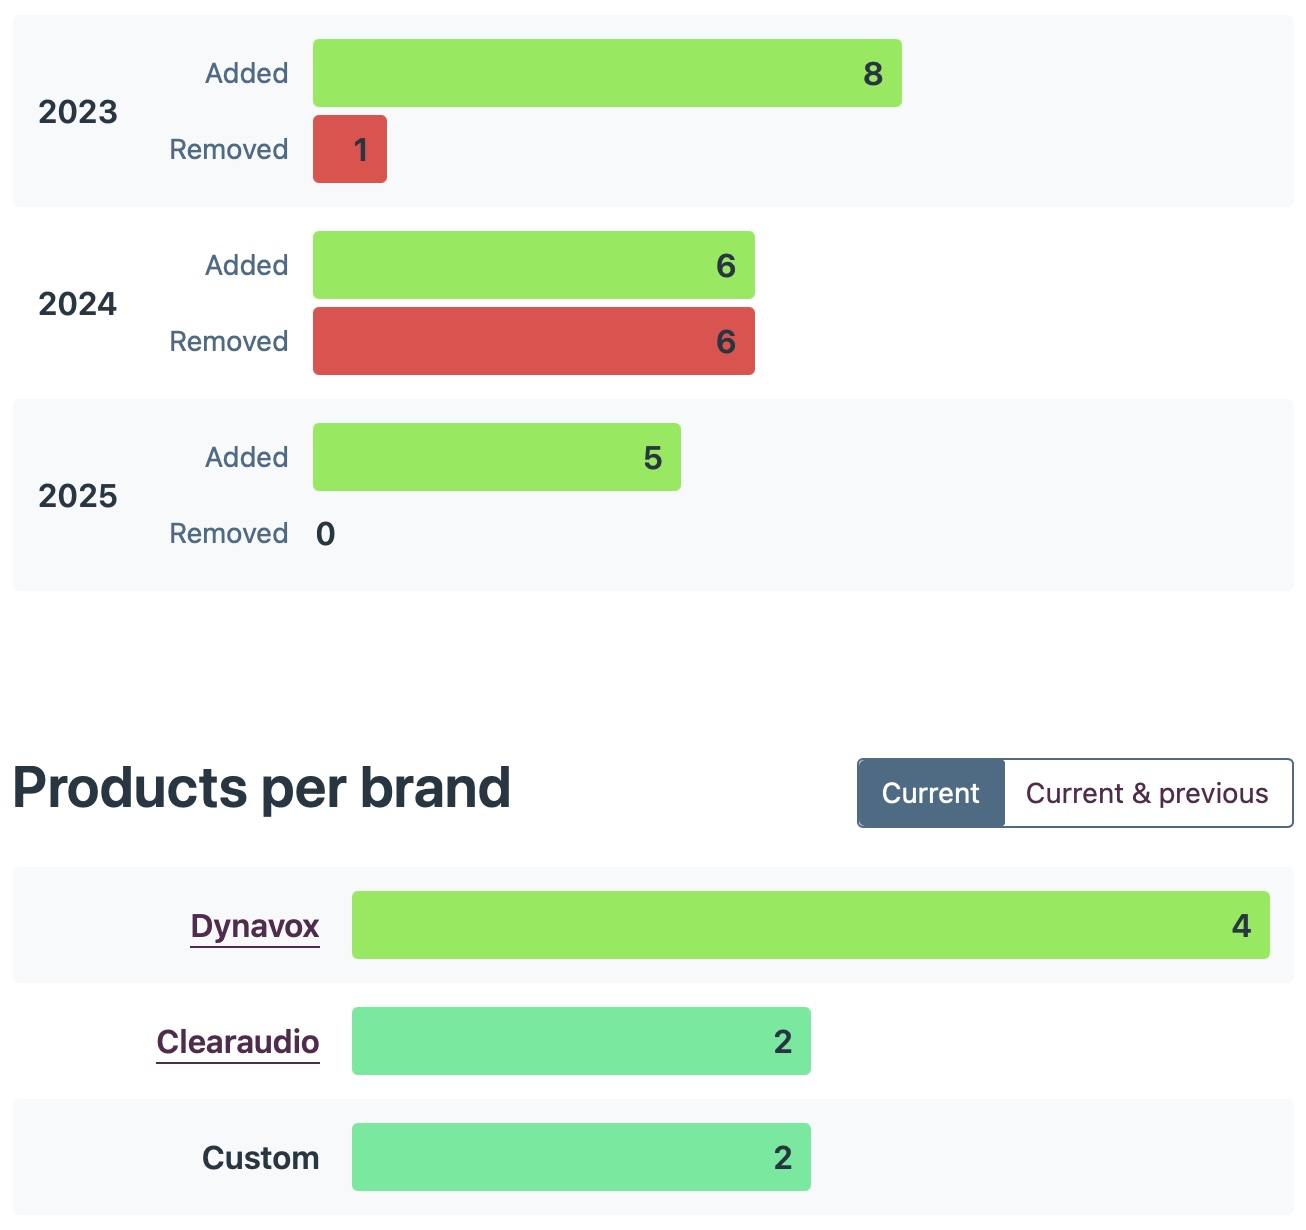 2023
Added 8
Removed 1
2024
Added 6
Removed 6
2025
Added 5
Removed 0
Products per brand
Current
Current & previous
Dynavox 4
Clearaudio 2
Custom 2